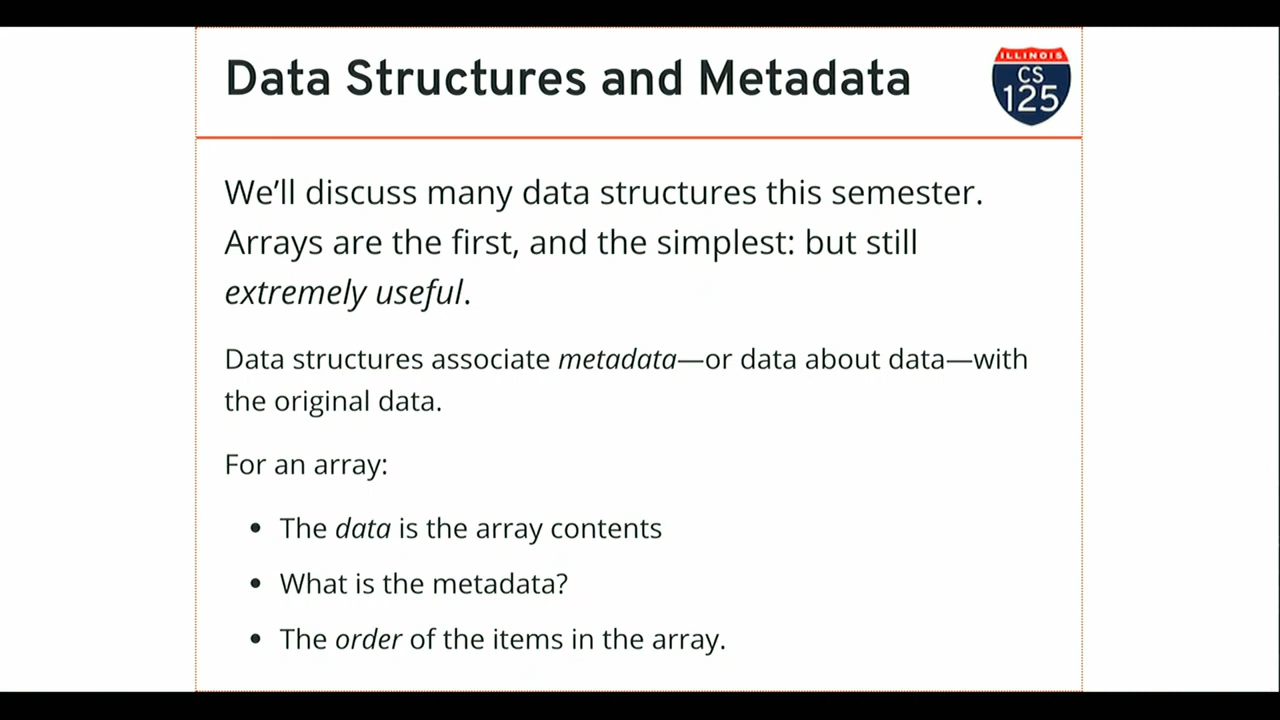 Data Structures and Metadata
ILLINOIS
CS
125
We’ll discuss many data structures this semester.
Arrays are the first, and the simplest: but still
extremely useful.
Data structures associate metadata—or data about data—with
the original data.
For an array:
• The data is the array contents
• What is the metadata?
• The order of the items in the array.